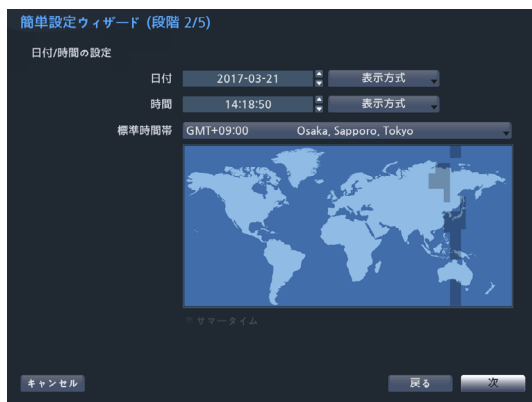 簡単設定ウィザード (段階 2/5)
日付/時間の設定
日付 2017-03-21 表示方式
時間 14:18:50 表示方式
標準時間帯 GMT+09:00 Osaka, Sapporo, Tokyo
サマータイム
キャンセル 戻る 次